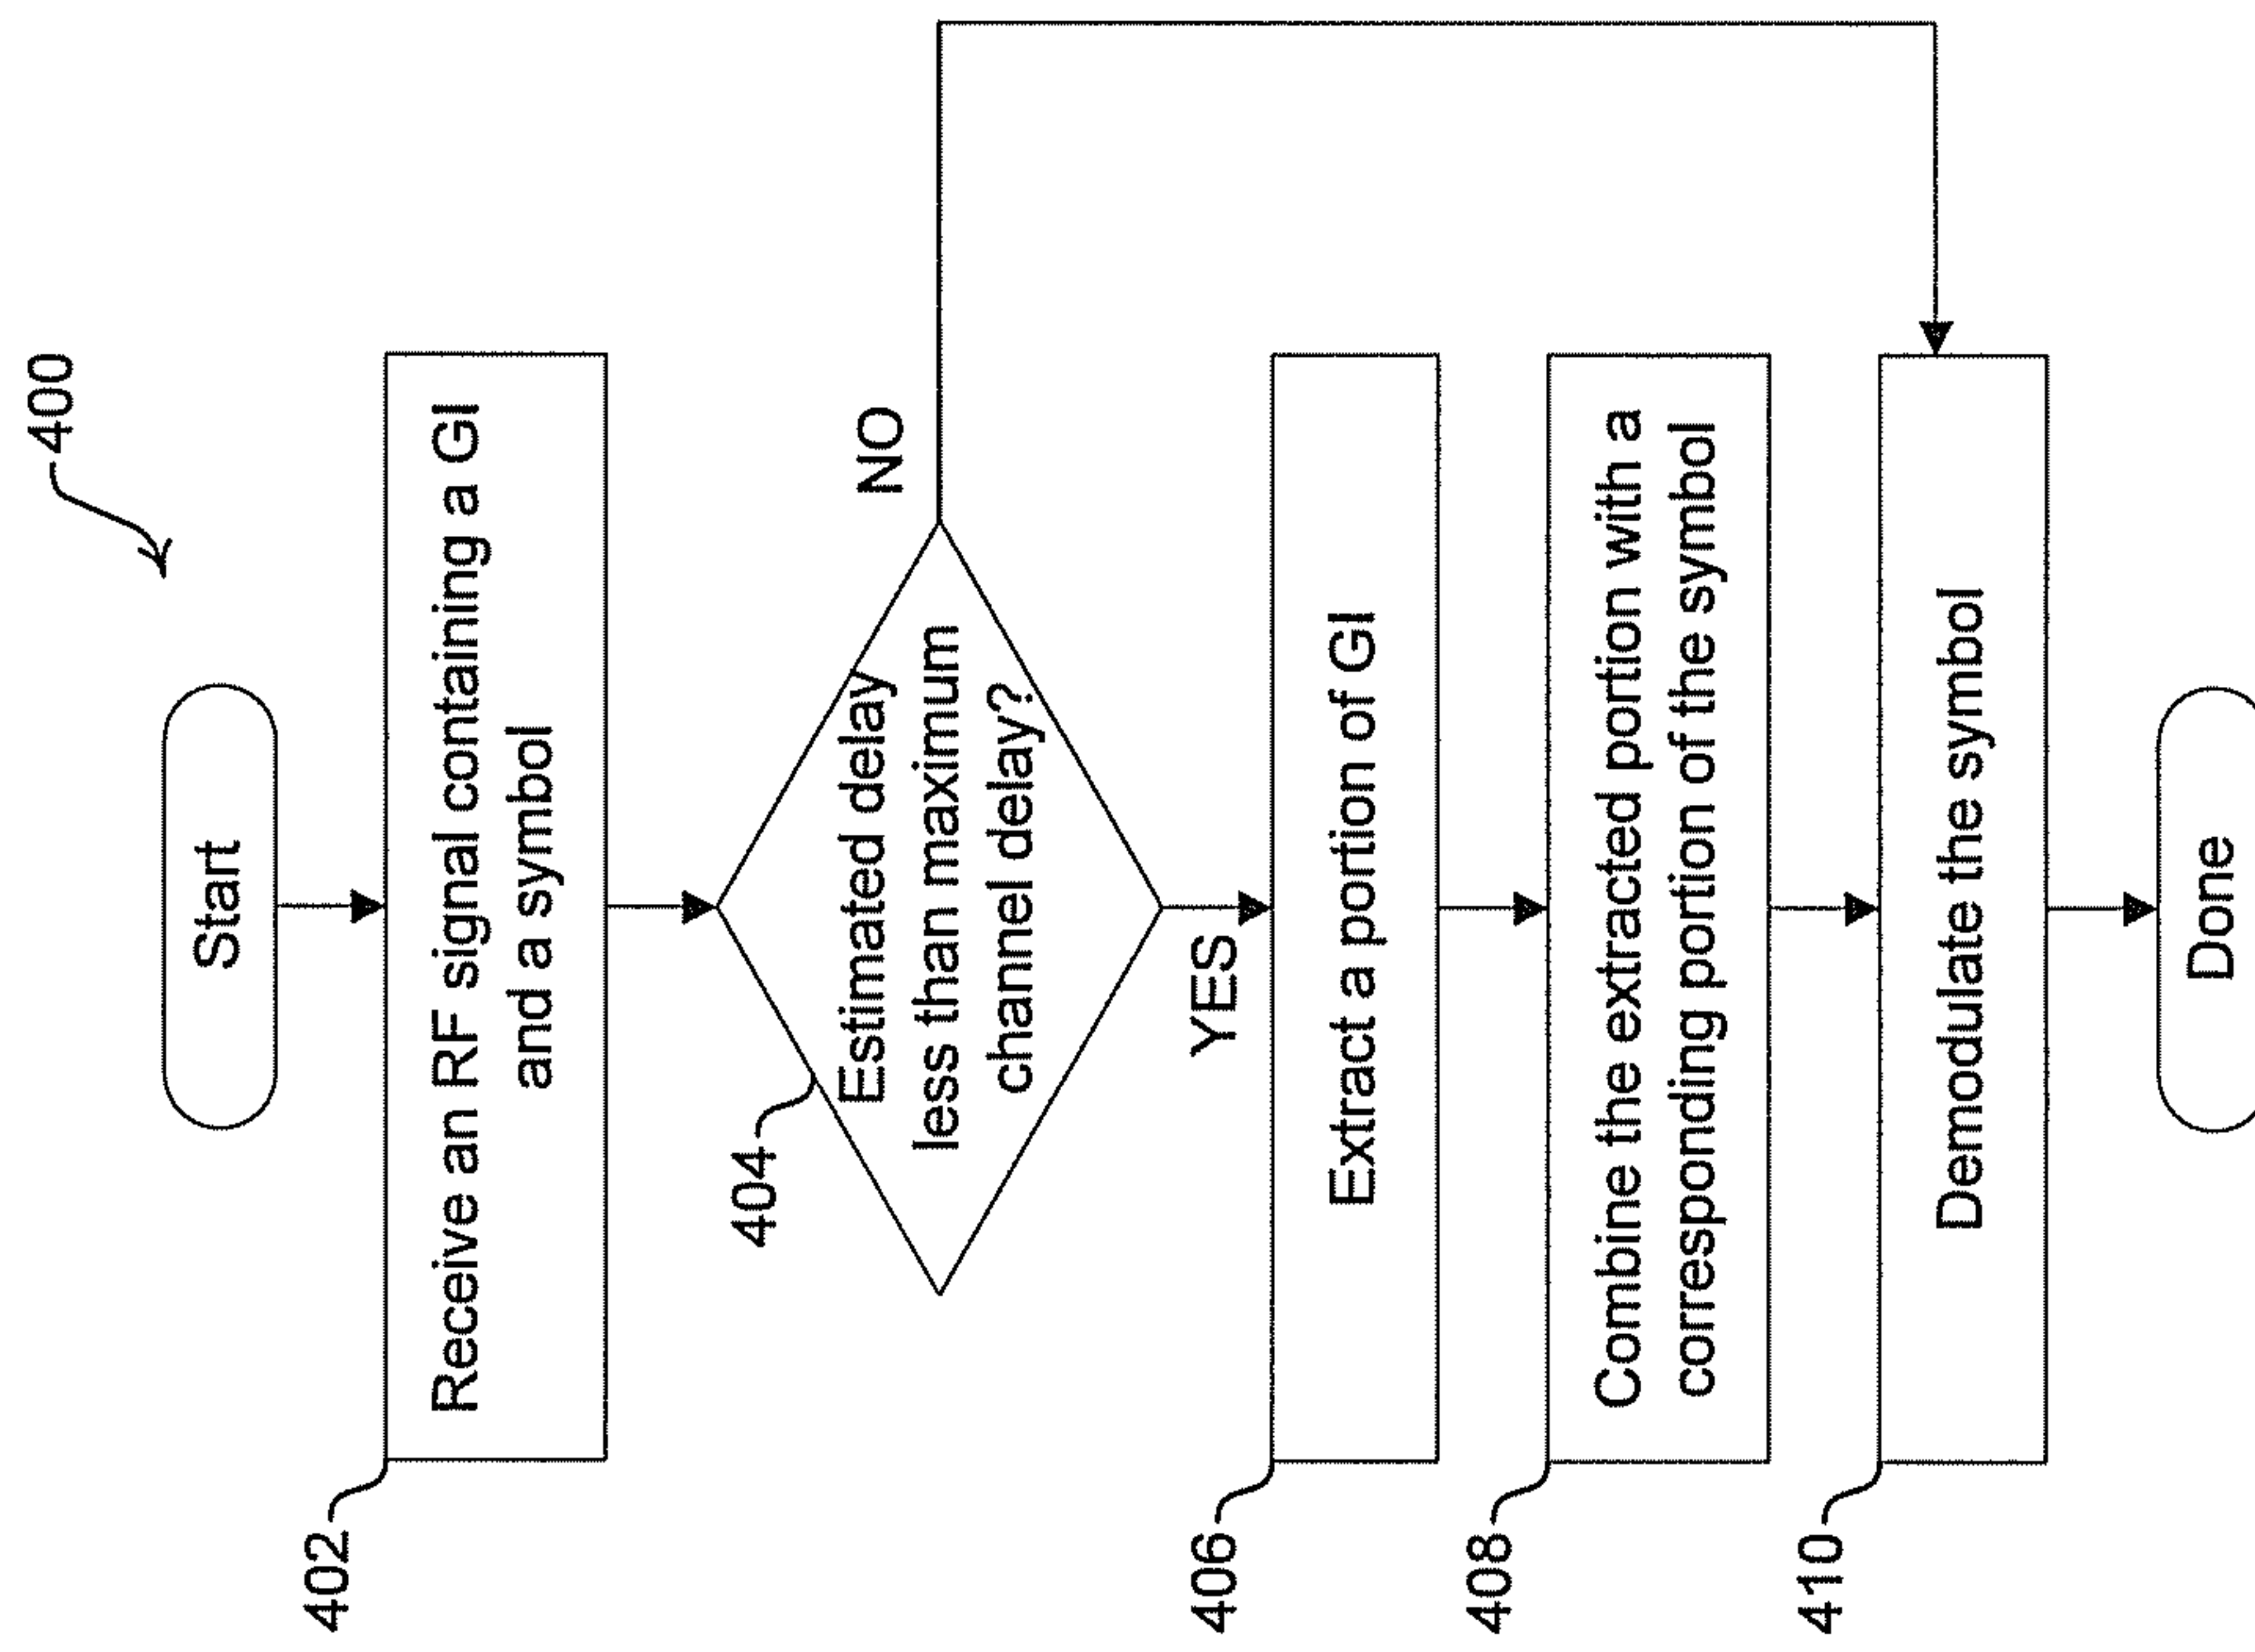 400
Start
402
Receive an RF signal containing a GI
and a symbol
404
Estimated delay
less than maximum
channel delay?
NO
YES
406
Extract a portion of GI
408
Combine the extracted portion with a
corresponding portion of the symbol
410
Demodulate the symbol
Done